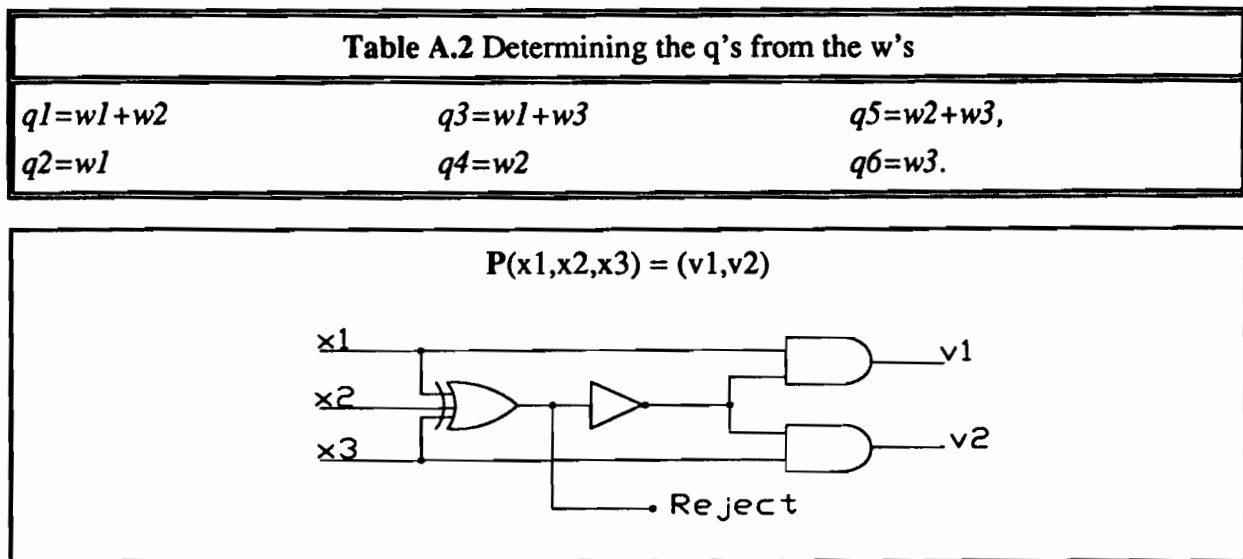 Table A.2 Determining the q's from the w's
q1=w1+w2 q3=w1+w3 q5=w2+w3,
q2=w1 q4=w2 q6=w3.
P(x1,x2,x3) = (v1,v2)
x1
v1
x2
x3
v2
Reject